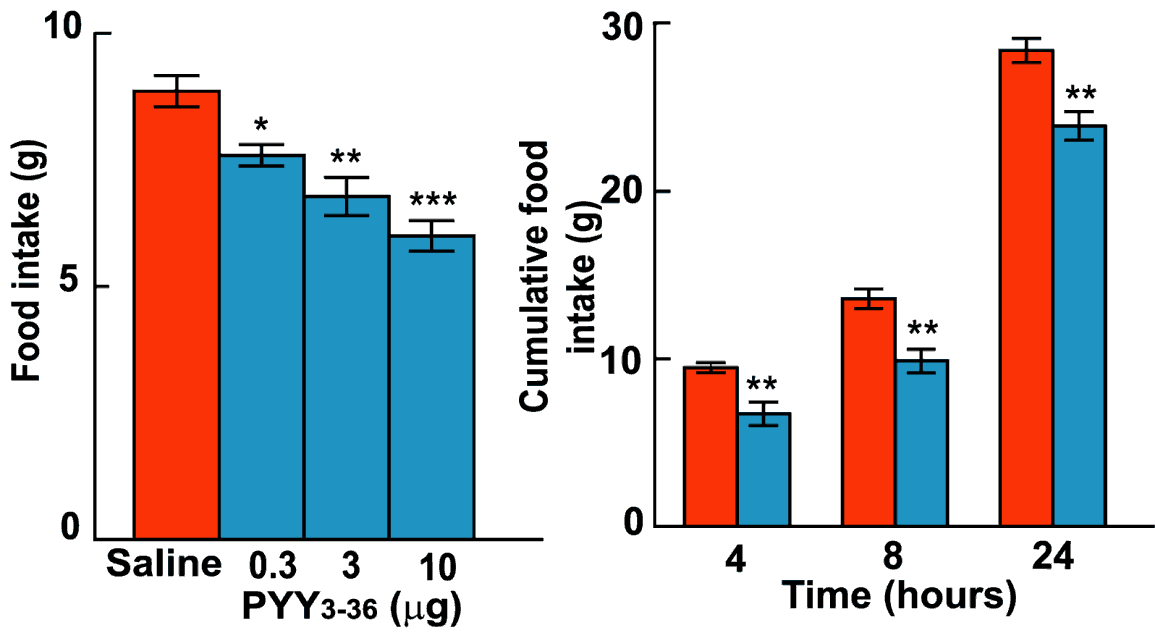 10
5
0
Food intake (g)
*
**
***
Saline 0.3 3 10
PYY3-36 (μg)
30
20
10
0
Cumulative food
intake (g)
**
**
**
4 8 24
Time (hours)